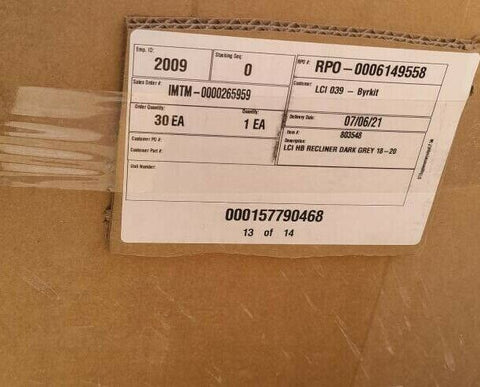 Emp. ID:
2009
Stacking Seq:
0
RPO #:
RPO-0006149558
Sales Order #:
IMTM-0000265959
Customer:
LCI 039 - Byrkit
Order Quantity:
30 EA
Quantity:
1 EA
Delivery Date:
07/06/21
Customer PO #:
Customer Part #:
Item #:
803548
Description:
LCI HB RECLINER DARK GREY 18-20
Unit Number:
000157790468
13 of 14